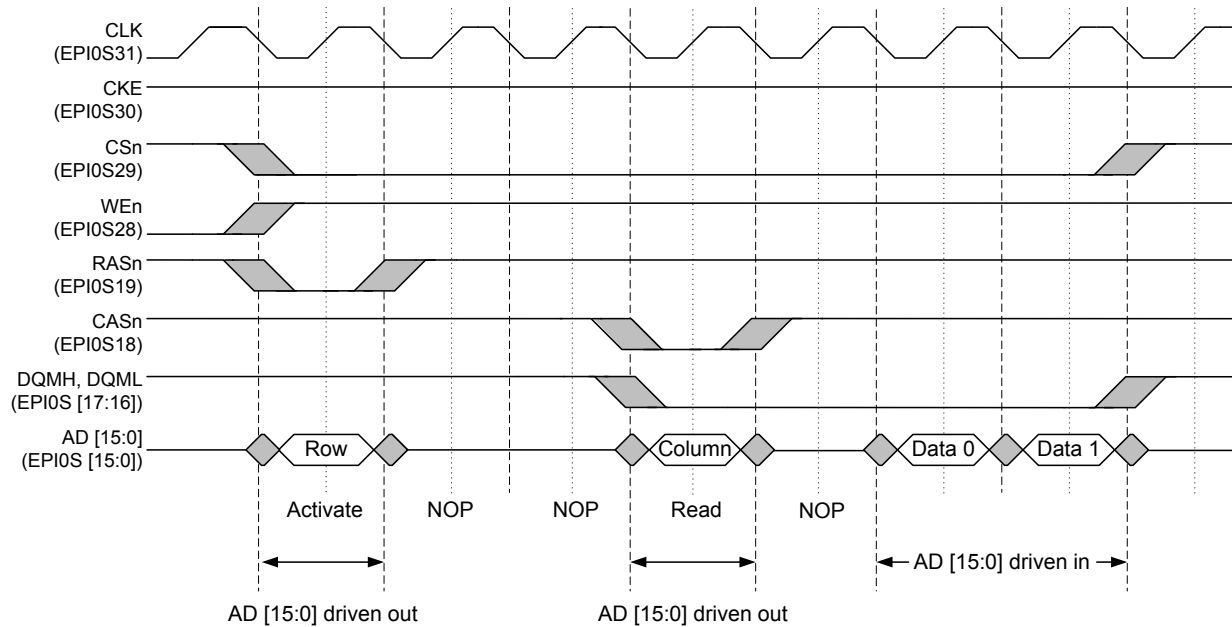 CLK
(EPI0S31)
CKE
(EPI0S30)
CSn
(EPI0S29)
WEn
(EPI0S28)
RASn
(EPI0S19)
CASn
(EPI0S18)
DQMH, DQML
(EPI0S [17:16])
AD [15:0]
(EPI0S [15:0])
Row Column Data 0 Data 1
Activate NOP NOP Read NOP
AD [15:0] driven in
AD [15:0] driven out AD [15:0] driven out